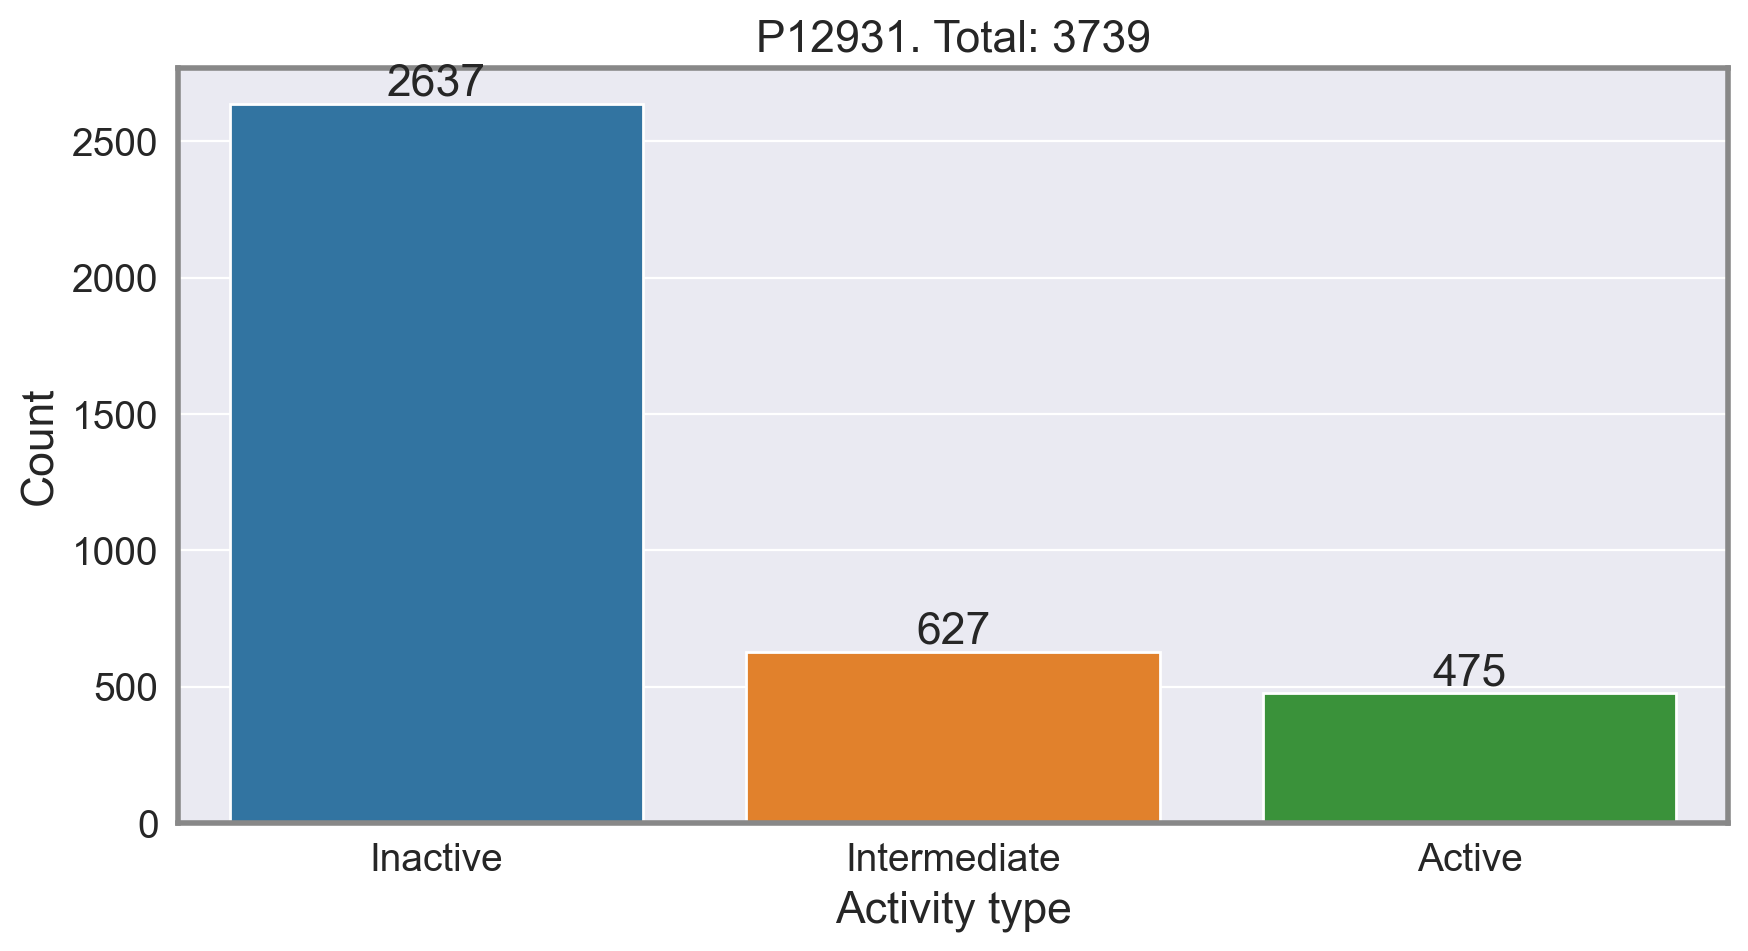 P12931. Total: 3739
2637
2500
2000
1500
1000
627
475
500
0
Count
Inactive
Intermediate
Active
Activity type